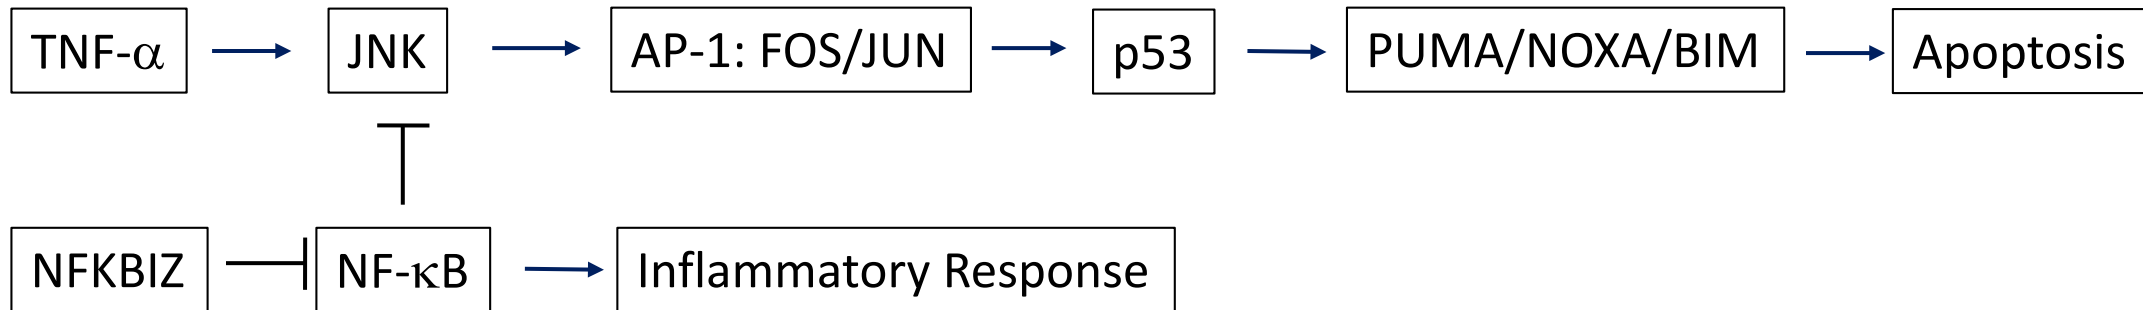 TNF-α JNK AP-1: FOS/JUN p53 PUMA/NOXA/BIM Apoptosis
NFKBIZ NF-κB Inflammatory Response